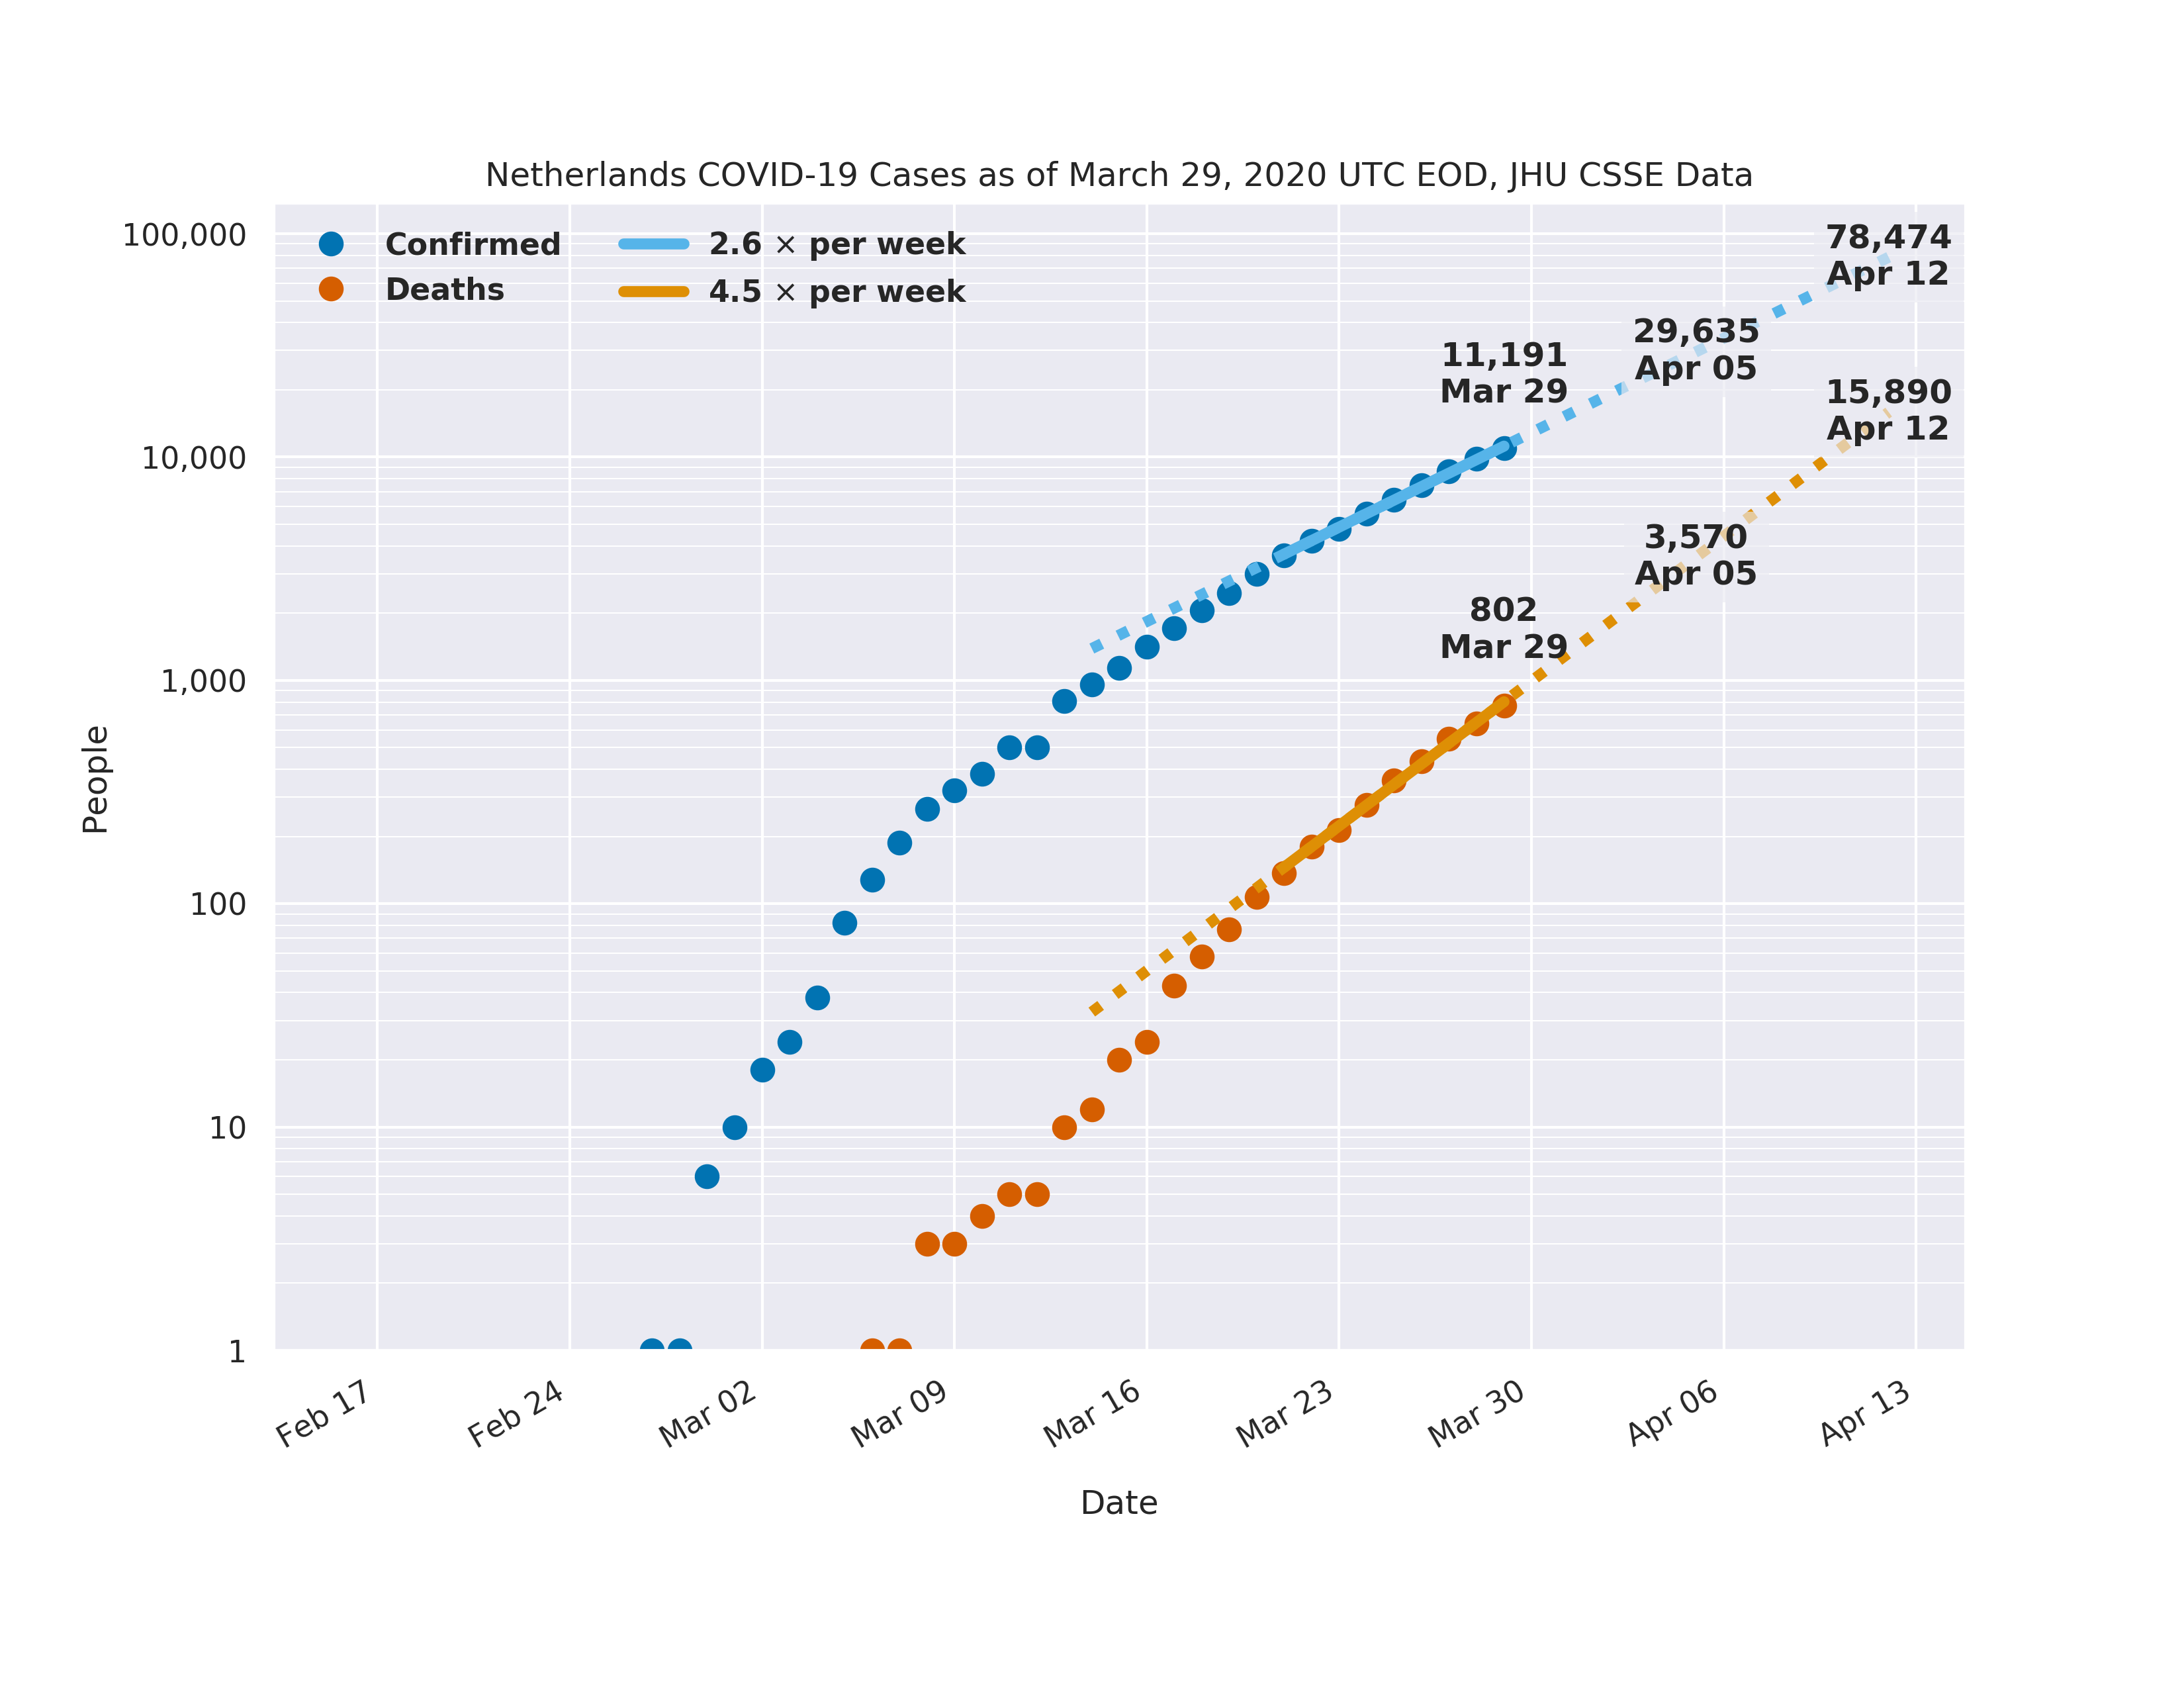 Netherlands COVID-19 Cases as of March 29, 2020 UTC EOD, JHU CSSE Data
Confirmed
Deaths
2.6 × per week
4.5 × per week
78,474
Apr 12
29,635
Apr 05
11,191
Mar 29
15,890
Apr 12
3,570
Apr 05
802
Mar 29
People
100,000
10,000
1,000
100
10
1
Feb 17
Feb 24
Mar 02
Mar 09
Mar 16
Mar 23
Mar 30
Apr 06
Apr 13
Date